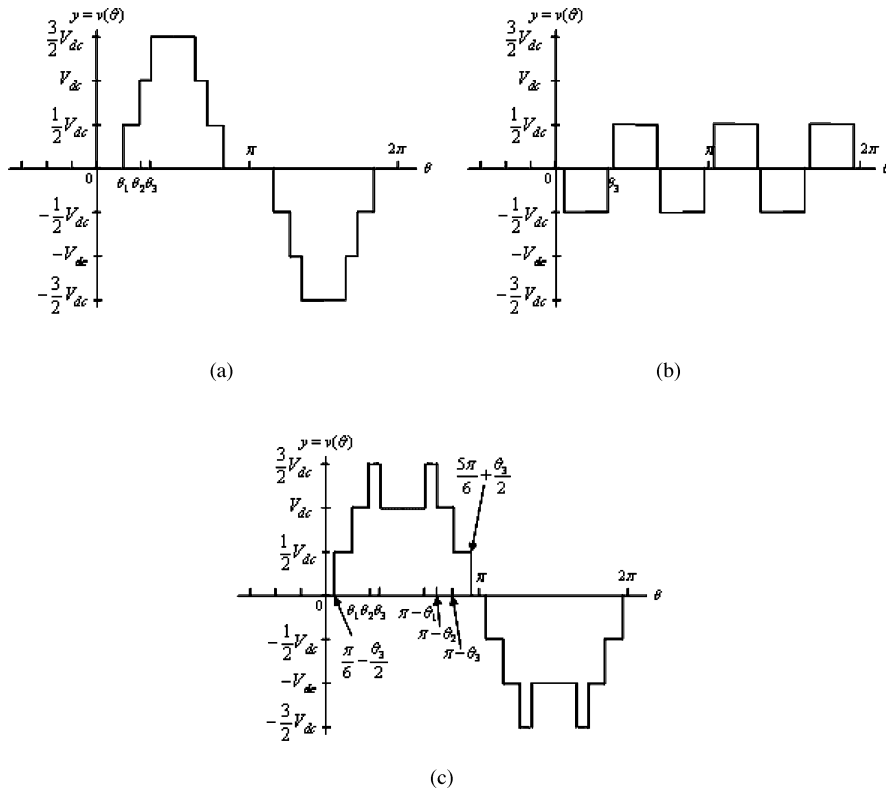 y = v(θ)
3/2 V_dc
V_dc
1/2 V_dc
0
θ₁ θ₂ θ₃
π
2π
θ
-1/2 V_dc
-V_de
-3/2 V_dc
(a)
y = v(θ)
3/2 V_dc
V_dc
1/2 V_dc
0
θ₃
π
2π
θ
-1/2 V_dc
-V_de
-3/2 V_dc
(b)
y = v(θ)
3/2 V_dc
V_dc
1/2 V_dc
5π/6 + θ₃/2
0
θ₁ θ₂ θ₃
π
2π
θ
π - θ₁
π - θ₂
π - θ₃
π/6 - θ₃/2
-1/2 V_dc
-V_de
-3/2 V_dc
(c)